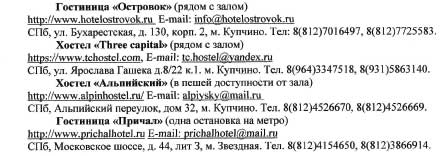 Гостиница «Островок» (рядом с залом)
http://www.hotelostrovok.ru E-mail: info@hotelostrovok.ru
СПб, ул. Бухарестская, д. 130, корп. 2, м. Купчино. Тел: 8(812)7016497, 8(812)7725583.
Хостел «Three capital» (рядом с залом)
https://www.tchostel.com, E-mail: tc.hostel@yandex.ru
СПб, ул. Ярослава Гашека д.8/22 к.1. м. Купчино. Тел. 8(964)3347518, 8(931)5863140.
Хостел «Альпийский» (в пешей доступности от зала)
http://www.alpinhostel.ru/ E-mail: alpiysky@mail.ru
СПб, Альпийский переулок, дом 32, м. Купчино. Тел. 8(812)4526670, 8(812)4526669.
Гостиница «Причал» (одна остановка на метро)
http://www.prichalhotel.ru E-mail: prichalhotel@mail.ru
СПб, Московское шоссе, д. 44, лит 3, м. Звездная. Тел. 8(812)4154650, 8(812)3866914.